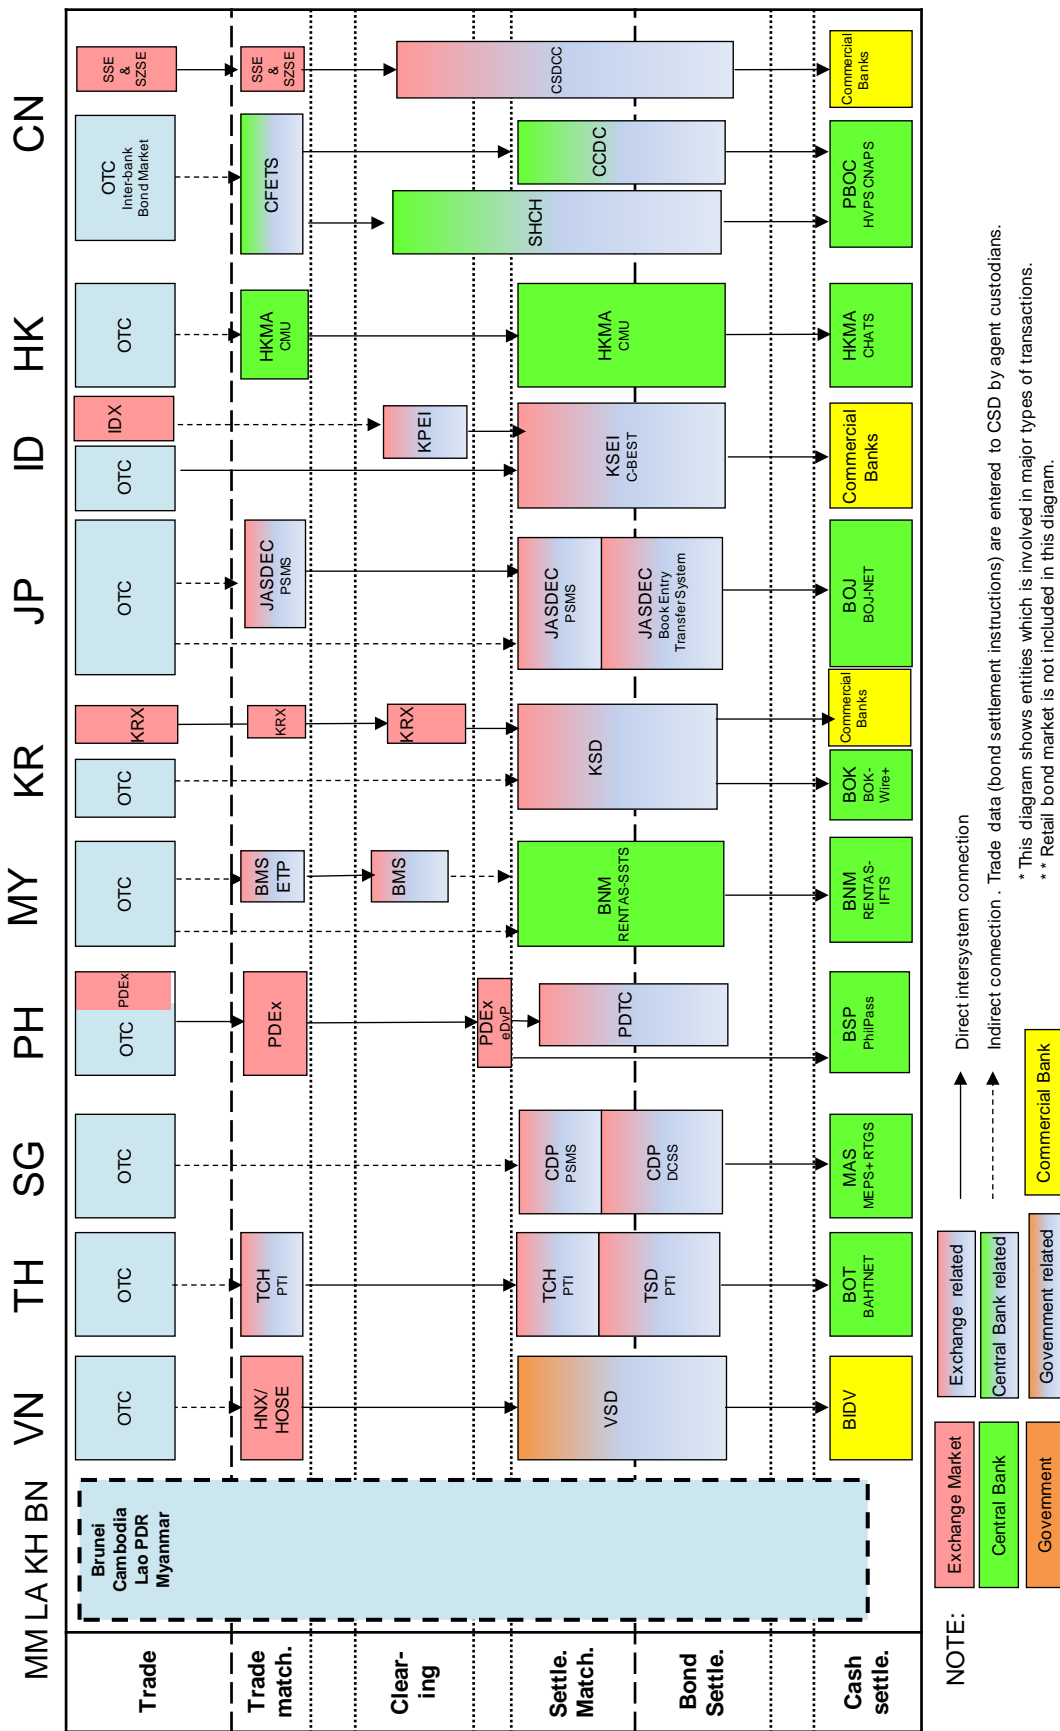 MM LA KH BN
VN
TH
SG
PH
MY
KR
JP
ID
HK
CN
Trade
Brunei
Cambodia
Lao PDR
Myanmar
OTC
OTC
OTC
OTC
PDEx
OTC
OTC
KRX
OTC
OTC
IDX
OTC
OTC
Inter-bank
Bond Market
SSE
&
SZSE
Trade
match.
HNX/
HOSE
TCH
PTI
PDEx
BMS
ETP
KRX
JASDEC
PSMS
HKMA
CMU
CFETS
SSE
&
SZSE
Clear-
ing
BMS
KRX
KPEI
SHCH
CSDCC
PDEx
eDvP
Settle.
Match.
VSD
TCH
PTI
CDP
PSMS
PDTC
BNM
RENTAS-SSTS
KSD
JASDEC
PSMS
KSEI
C-BEST
HKMA
CMU
CCDC
Bond
Settle.
TSD
PTI
CDP
DCSS
JASDEC
Book Entry
Transfer System
Cash
settle.
BIDV
BOT
BAHTNET
MAS
MEPS+RTGS
BSP
PhilPass
BNM
RENTAS-
IFTS
BOK
BOK-
Wire+
Commercial
Banks
BOJ
BOJ-NET
Commercial
Banks
HKMA
CHATS
PBOC
HVPS CNAPS
Commercial
Banks
NOTE:
Exchange Market
Exchange related
Direct intersystem connection
Central Bank
Central Bank related
Indirect connection . Trade data (bond settlement instructions) are entered to CSD by agent custodians.
Government
Government related
Commercial Bank
* This diagram shows entities which is involved in major types of transactions.
* * Retail bond market is not included in this diagram.